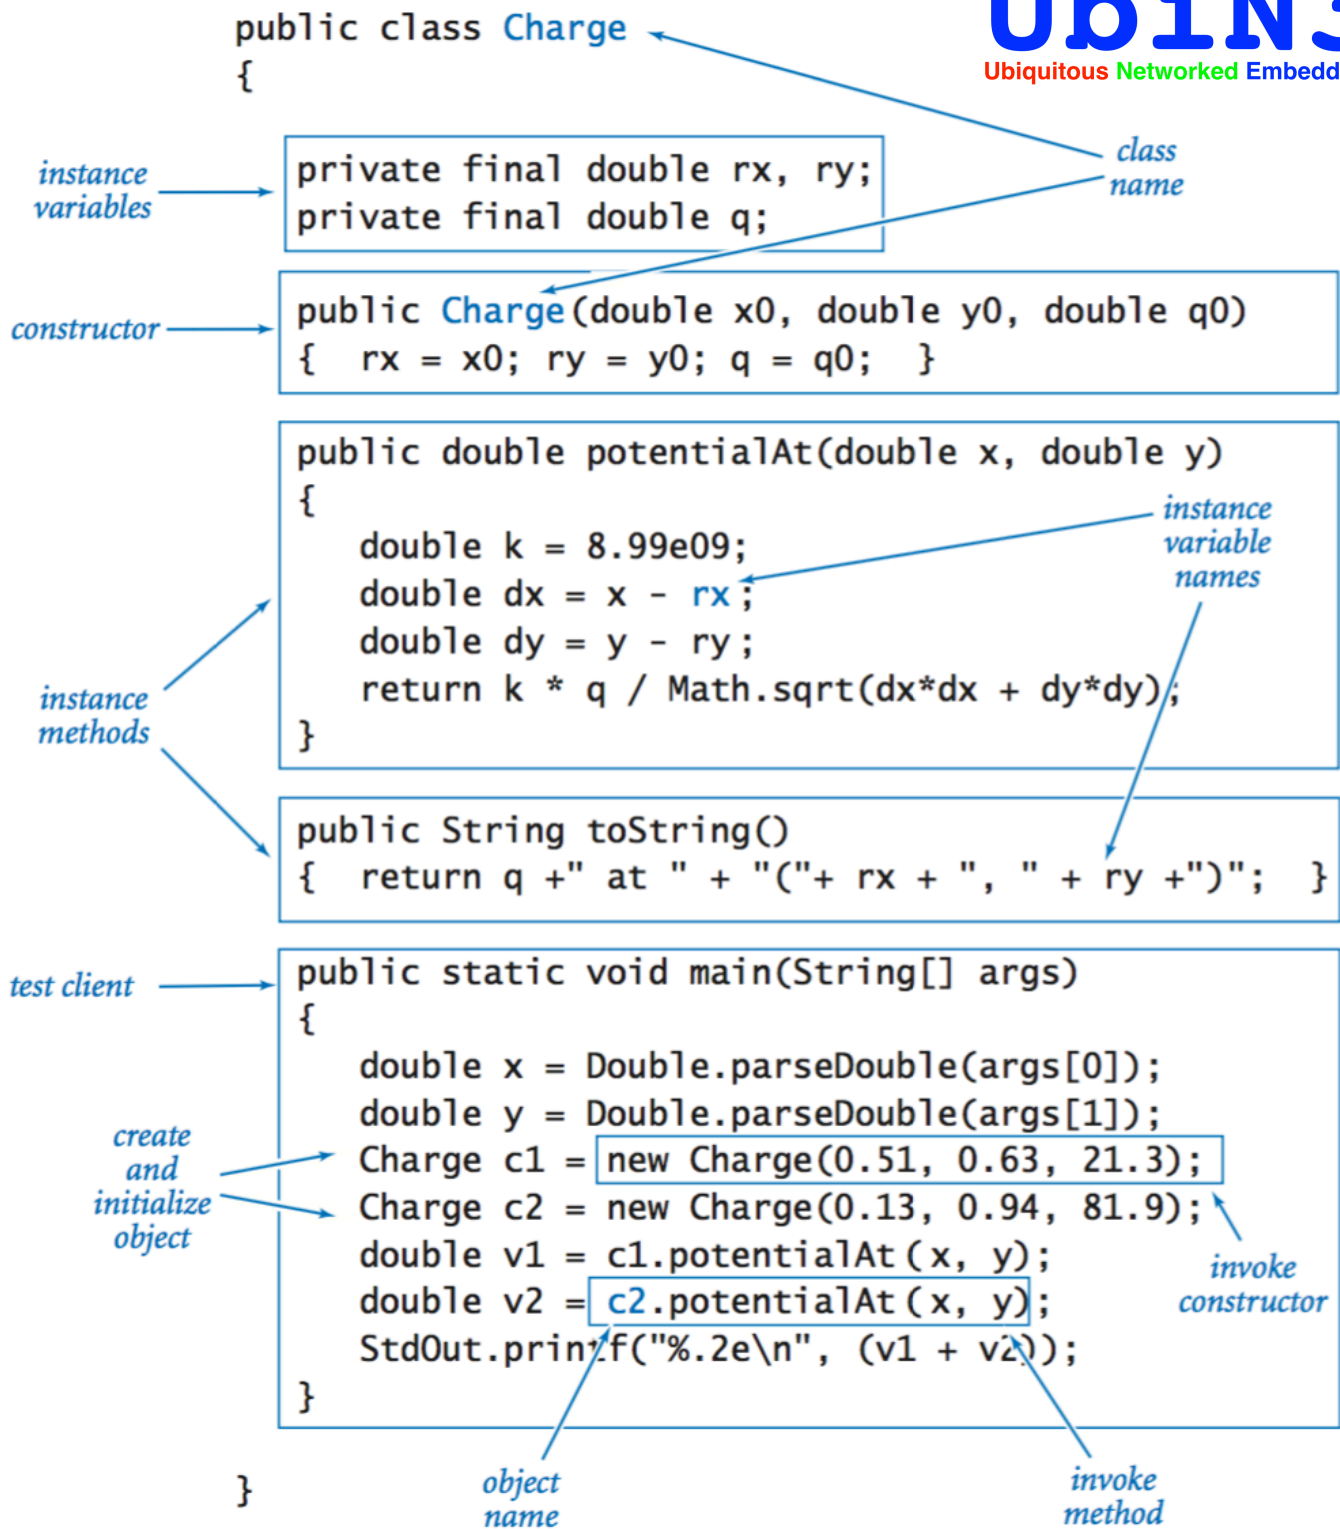 public class Charge
{
UbiN
Ubiquitous Networked Embedd
class
name
instance
variables
private final double rx, ry;
private final double q;
constructor
public Charge(double x0, double y0, double q0)
{ rx = x0; ry = y0; q = q0; }
instance
methods
public double potentialAt(double x, double y)
{
double k = 8.99e09;
double dx = x - rx;
double dy = y - ry;
return k * q / Math.sqrt(dx*dx + dy*dy);
}
instance
variable
names
public String toString()
{ return q +" at " + "("+ rx + ", " + ry +")"; }
test client
public static void main(String[] args)
{
double x = Double.parseDouble(args[0]);
double y = Double.parseDouble(args[1]);
create
and
initialize
object
Charge c1 = new Charge(0.51, 0.63, 21.3);
Charge c2 = new Charge(0.13, 0.94, 81.9);
double v1 = c1.potentialAt(x, y);
double v2 = c2.potentialAt(x, y);
StdOut.printf("%.2e\n", (v1 + v2));
}
invoke
constructor
}
object
name
invoke
method